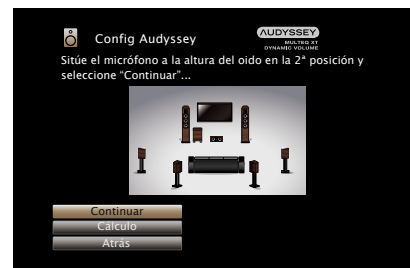 Config Audyssey
AUDYSSEY
MULTEQ XT
DYNAMIC VOLUME
Sitúe el micrófono a la altura del oido en la 2ª posición y
seleccione “Continuar”...
Continuar
Cálculo
Atrás